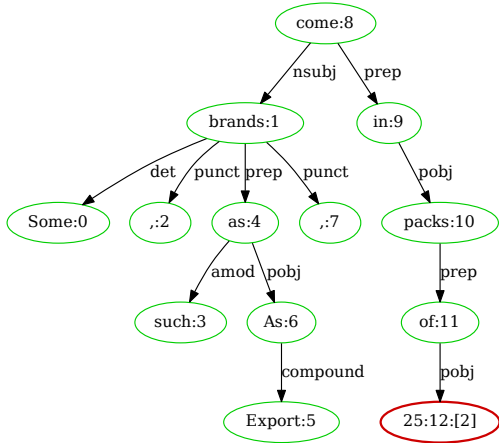 come:8
nsubj prep
brands:1 in:9
det punct prep punct pobj
Some:0 ,:2 as:4 ,:7 packs:10
amod pobj prep
such:3 As:6 of:11
compound pobj
Export:5 25:12:[2]